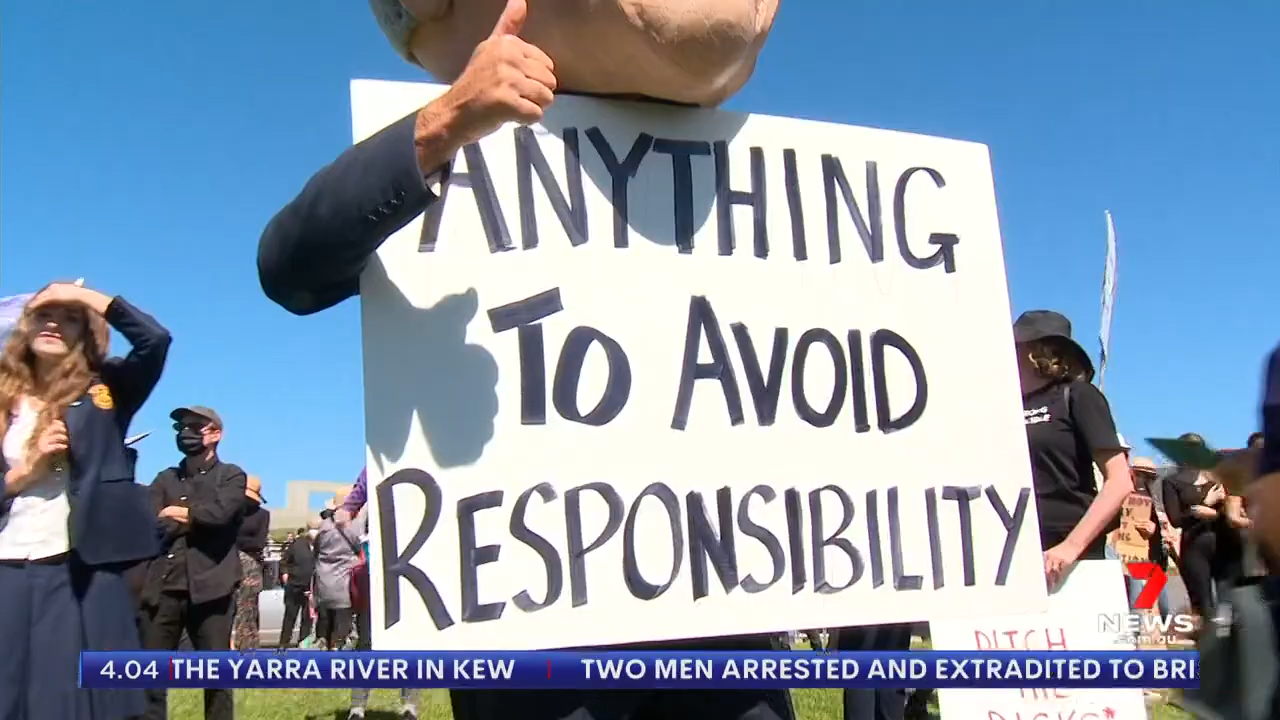 ANYTHING
TO AVOID
RESPONSIBILITY
7
NEWS
.com.au
DITCH
DICKS*
4.04 THE YARRA RIVER IN KEW | TWO MEN ARRESTED AND EXTRADITED TO BRI